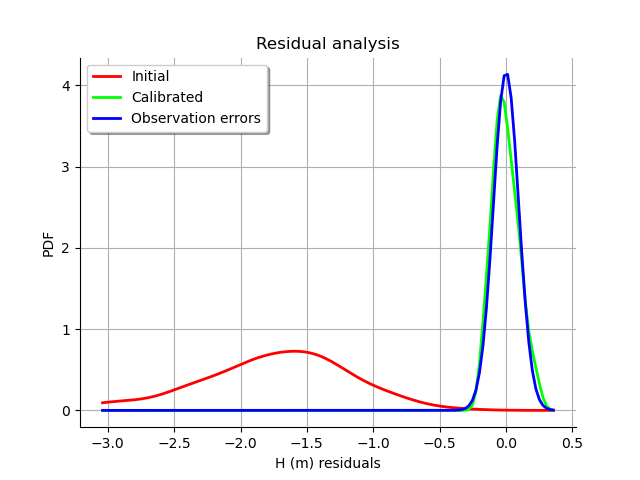 Residual analysis
Initial
Calibrated
Observation errors
PDF
4
3
2
1
0
−3.0 −2.5 −2.0 −1.5 −1.0 −0.5 0.0 0.5
H (m) residuals